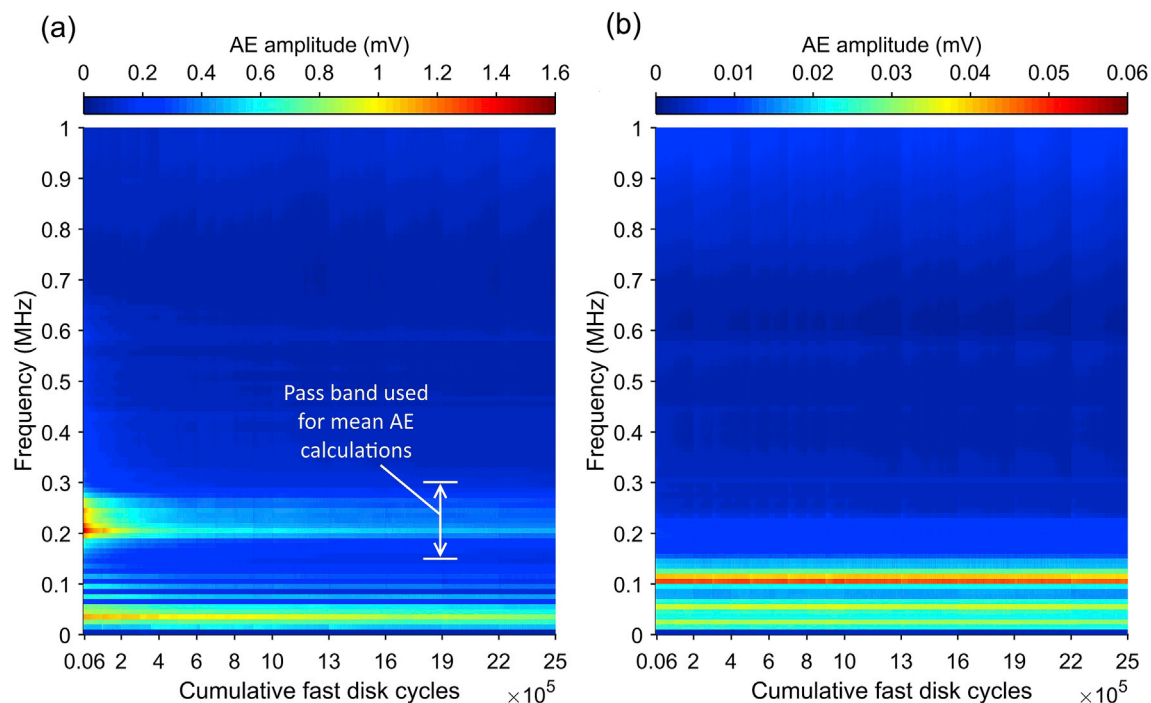 (a)
AE amplitude (mV)
0 0.2 0.4 0.6 0.8 1 1.2 1.4 1.6
1
0.9
0.8
0.7
0.6
0.5
0.4
0.3
0.2
0.1
0
Frequency (MHz)
Pass band used
for mean AE
calculations
0.06 2 4 6 8 10 13 16 19 22 25
Cumulative fast disk cycles ×10⁵
(b)
AE amplitude (mV)
0 0.01 0.02 0.03 0.04 0.05 0.06
1
0.9
0.8
0.7
0.6
0.5
0.4
0.3
0.2
0.1
0
Frequency (MHz)
0.06 2 4 6 8 10 13 16 19 22 25
Cumulative fast disk cycles ×10⁵